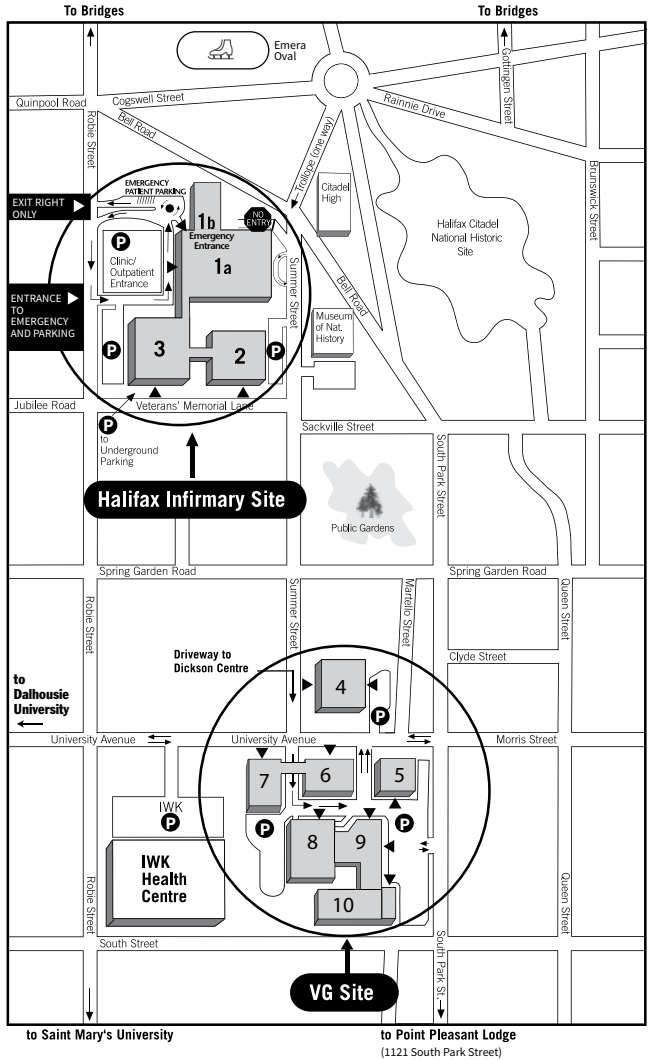 To Bridges
To Bridges
Emera
Oval
Gottingen Street
Quinpool Road
Cogswell Street
Rainnie Drive
Robie Street
Bell Road
Trollope (one way)
Brunswick Street
EMERGENCY
PATIENT PARKING
EXIT RIGHT
ONLY
Citadel
High
1b
NO
ENTRY
Halifax Citadel
National Historic
Site
P
Emergency
Entrance
Clinic/
Outpatient
Entrance
1a
Summer Street
Bell Road
ENTRANCE
TO
EMERGENCY
AND PARKING
Museum
of Nat.
History
P
3
2
P
Jubilee Road
Veterans' Memorial Lane
P
to
Underground
Parking
Sackville Street
South Park Street
Halifax Infirmary Site
Public Gardens
Spring Garden Road
Spring Garden Road
Robie Street
Summer Street
Martello Street
Queen Street
Driveway to
Dickson Centre
Clyde Street
to
Dalhousie
University
4
P
University Avenue
University Avenue
Morris Street
7
6
5
IWK
P
P
P
8
9
IWK
Health
Centre
Robie Street
Queen Street
10
South Street
South Park St.
VG Site
to Saint Mary's University
to Point Pleasant Lodge
(1121 South Park Street)